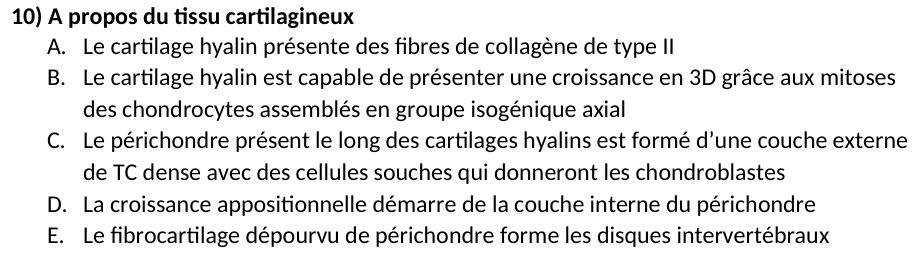 10) A propos du tissu cartilagineux
A. Le cartilage hyalin présente des fibres de collagène de type II
B. Le cartilage hyalin est capable de présenter une croissance en 3D grâce aux mitoses
des chondrocytes assemblés en groupe isogénique axial
C. Le périchondre présent le long des cartilages hyalins est formé d’une couche externe
de TC dense avec des cellules souches qui donneront les chondroblastes
D. La croissance appositionnelle démarre de la couche interne du périchondre
E. Le fibrocartilage dépourvu de périchondre forme les disques intervertébraux